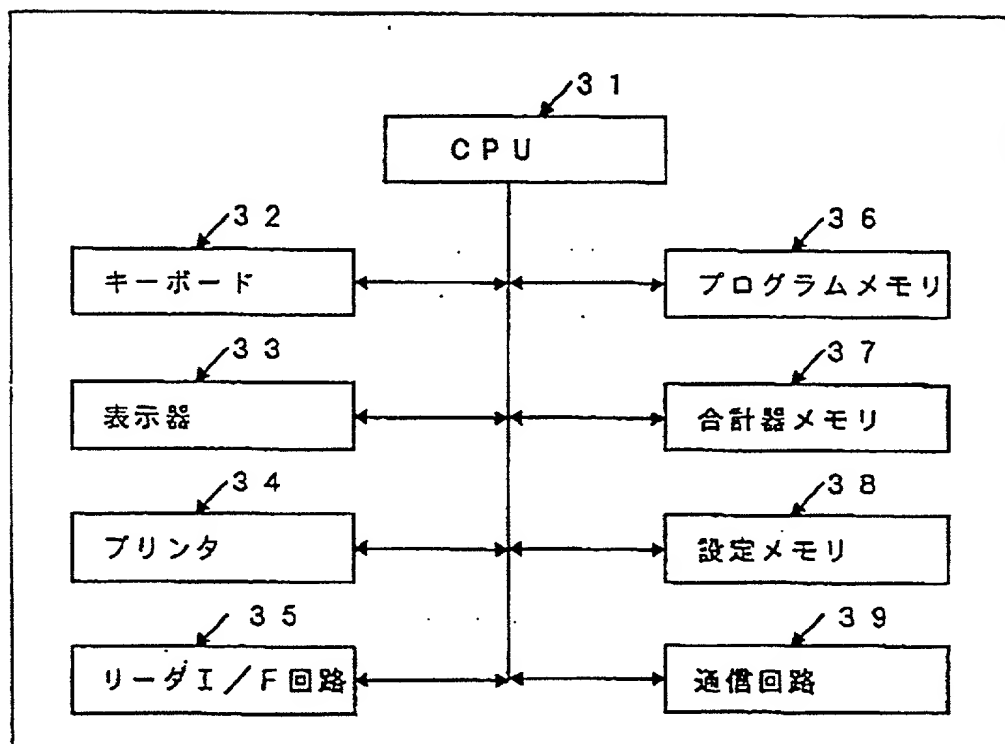 31
CPU
32
キーボード
36
プログラムメモリ
33
表示器
37
合計器メモリ
34
プリンタ
38
設定メモリ
35
リーダI/F回路
39
通信回路